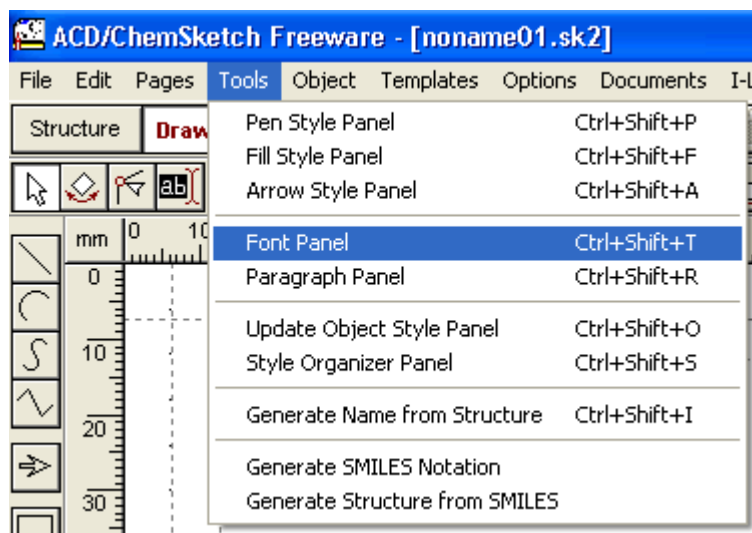 ACD/ChemSketch Freeware - [noname01.sk2]
File Edit Pages Tools Object Templates Options Documents
Structure
Pen Style Panel Ctrl+Shift+P
Fill Style Panel Ctrl+Shift+F
Arrow Style Panel Ctrl+Shift+A
ab
mm 0 10
Font Panel Ctrl+Shift+T
0
Paragraph Panel Ctrl+Shift+R
Update Object Style Panel Ctrl+Shift+O
10
Style Organizer Panel Ctrl+Shift+S
Generate Name from Structure Ctrl+Shift+I
20
Generate SMILES Notation
30
Generate Structure from SMILES